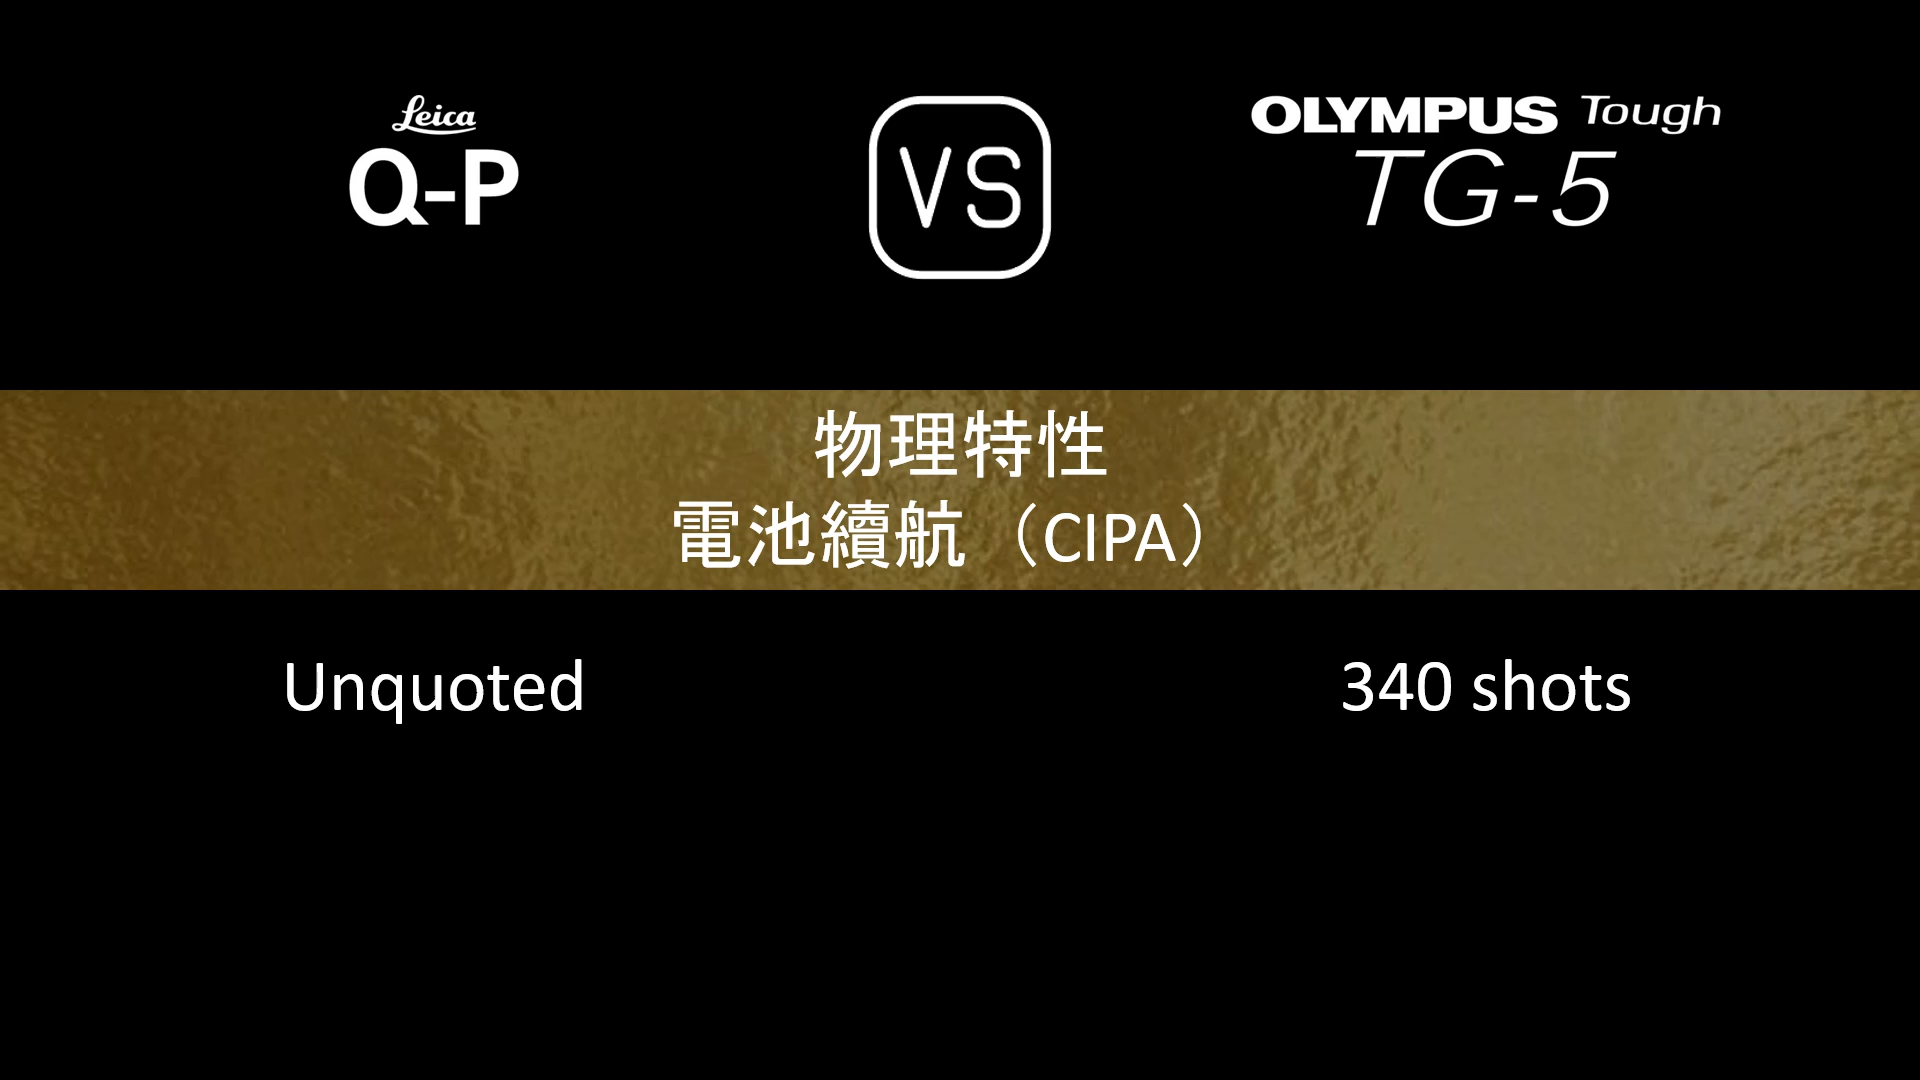 Leica
Q-P
VS
OLYMPUS Tough
TG-5
物理特性
電池續航（CIPA）
Unquoted
340 shots